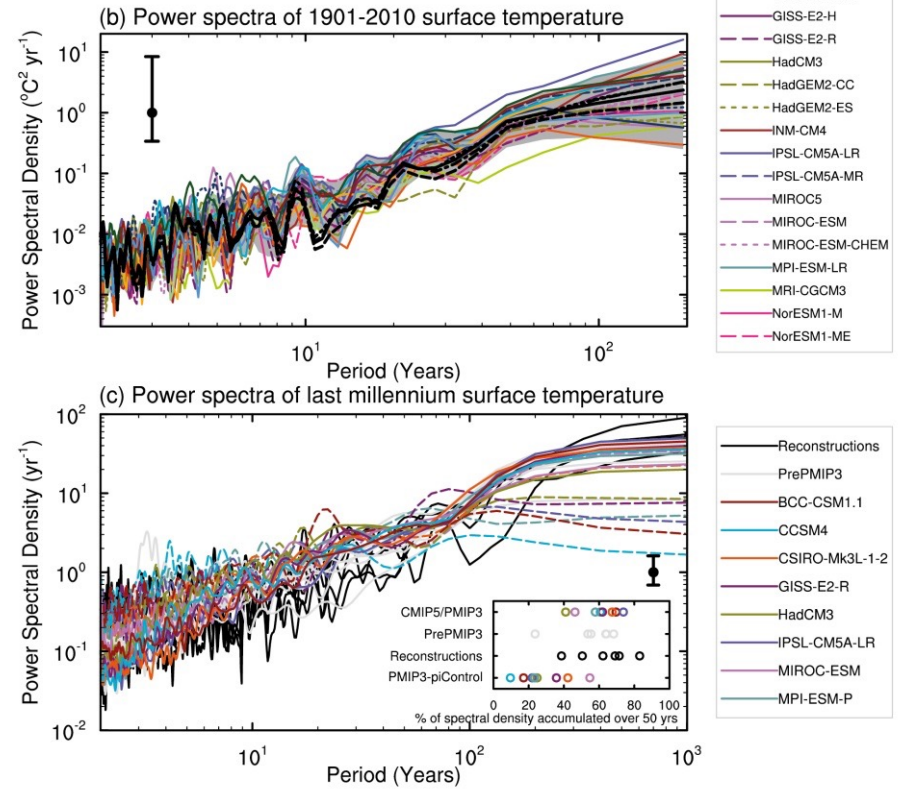 (b) Power spectra of 1901-2010 surface temperature
Power Spectral Density (°C² yr⁻¹)
10¹
10⁰
10⁻¹
10⁻²
10⁻³
10¹
10²
Period (Years)
GISS-E2-H
GISS-E2-R
HadCM3
HadGEM2-CC
HadGEM2-ES
INM-CM4
IPSL-CM5A-LR
IPSL-CM5A-MR
MIROC5
MIROC-ESM
MIROC-ESM-CHEM
MPI-ESM-LR
MRI-CGCM3
NorESM1-M
NorESM1-ME
(c) Power spectra of last millennium surface temperature
Power Spectral Density (yr⁻¹)
10²
10¹
10⁰
10⁻¹
10⁻²
CMIP5/PMIP3
PrePMIP3
Reconstructions
PMIP3-piControl
0 20 40 60 80 100
% of spectral density accumulated over 50 yrs
10¹
10²
10³
Period (Years)
Reconstructions
PrePMIP3
BCC-CSM1.1
CCSM4
CSIRO-Mk3L-1-2
GISS-E2-R
HadCM3
IPSL-CM5A-LR
MIROC-ESM
MPI-ESM-P